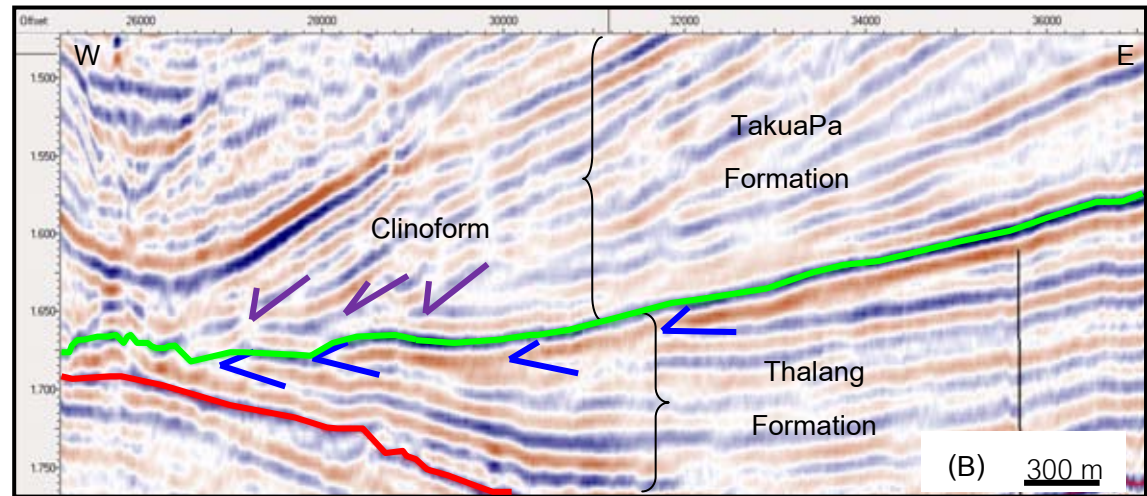 Offset: 26000 28000 30000 32000 34000 36000
W E
1.500
TakuaPa
1.550
Formation
1.600
Clinoform
1.650
Thalang
1.700
Formation
1.750
(B) 300 m